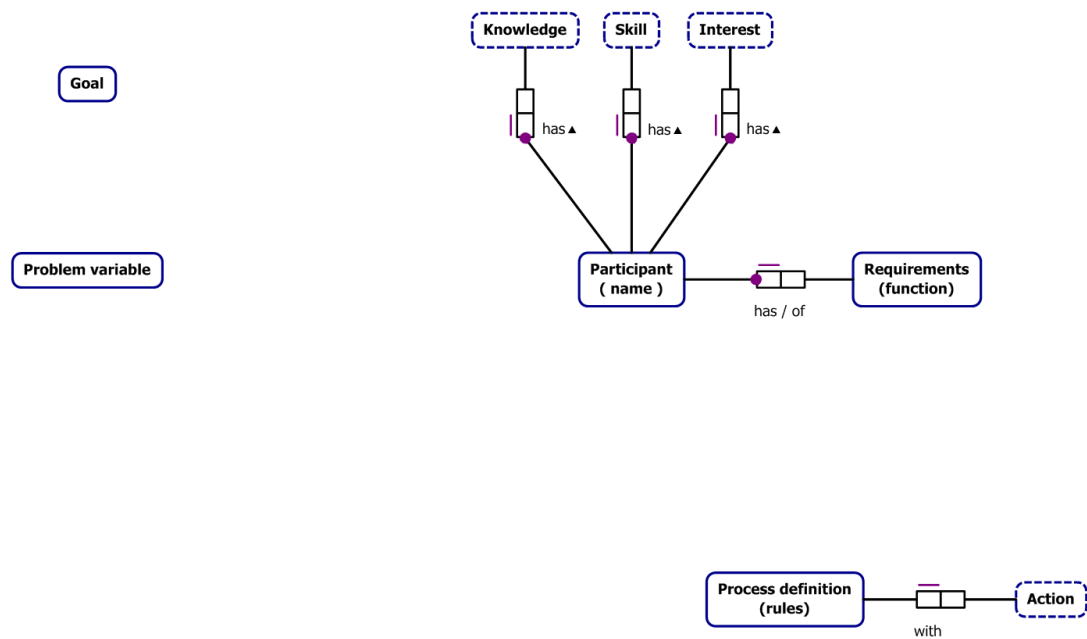 Knowledge
Skill
Interest
Goal
has▲
has▲
has▲
Problem variable
Participant
( name )
Requirements
(function)
has / of
Process definition
(rules)
Action
with